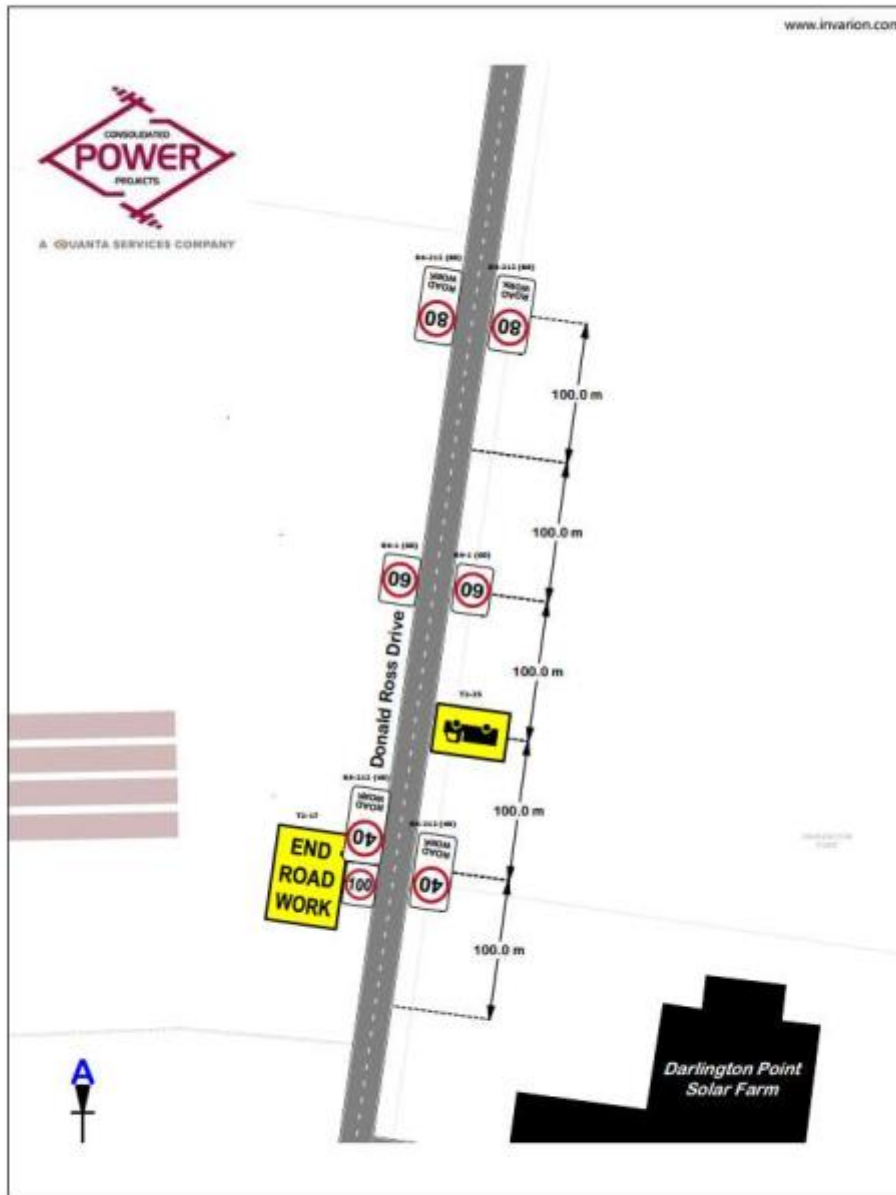 www.invarion.com
CONSOLIDATED
POWER
PROJECTS
A QUANTA SERVICES COMPANY
ROAD
WORK
80
ROAD
WORK
80
100.0 m
100.0 m
60
60
100.0 m
Donald Ross Drive
100.0 m
ROAD
WORK
40
ROAD
WORK
40
END
ROAD
WORK
100
100.0 m
Darlington Point
Solar Farm
A